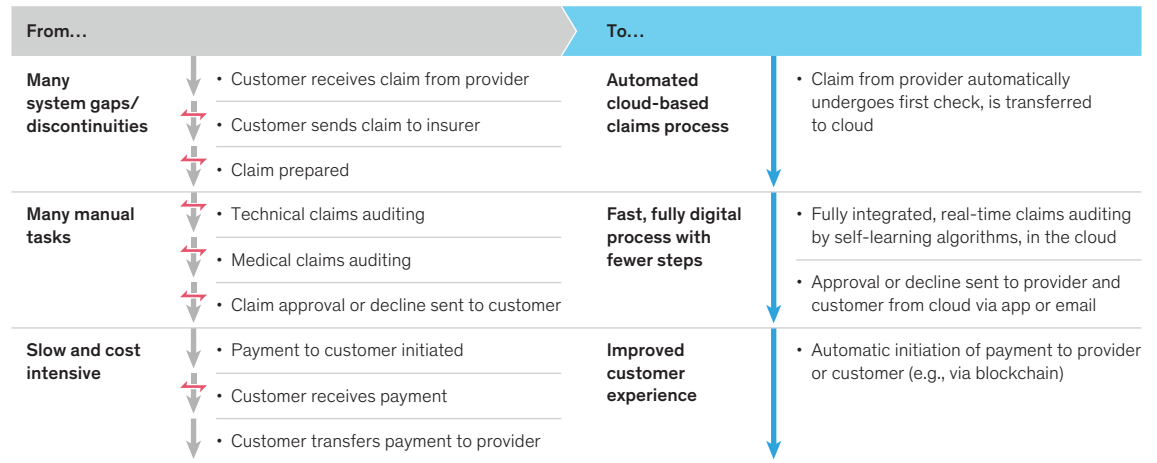 From…
To…
Many
system gaps/
discontinuities
• Customer receives claim from provider
• Customer sends claim to insurer
• Claim prepared
Automated
cloud-based
claims process
• Claim from provider automatically
undergoes first check, is transferred
to cloud
Many manual
tasks
• Technical claims auditing
• Medical claims auditing
• Claim approval or decline sent to customer
Fast, fully digital
process with
fewer steps
• Fully integrated, real-time claims auditing
by self-learning algorithms, in the cloud
• Approval or decline sent to provider and
customer from cloud via app or email
Slow and cost
intensive
• Payment to customer initiated
• Customer receives payment
• Customer transfers payment to provider
Improved
customer
experience
• Automatic initiation of payment to provider
or customer (e.g., via blockchain)